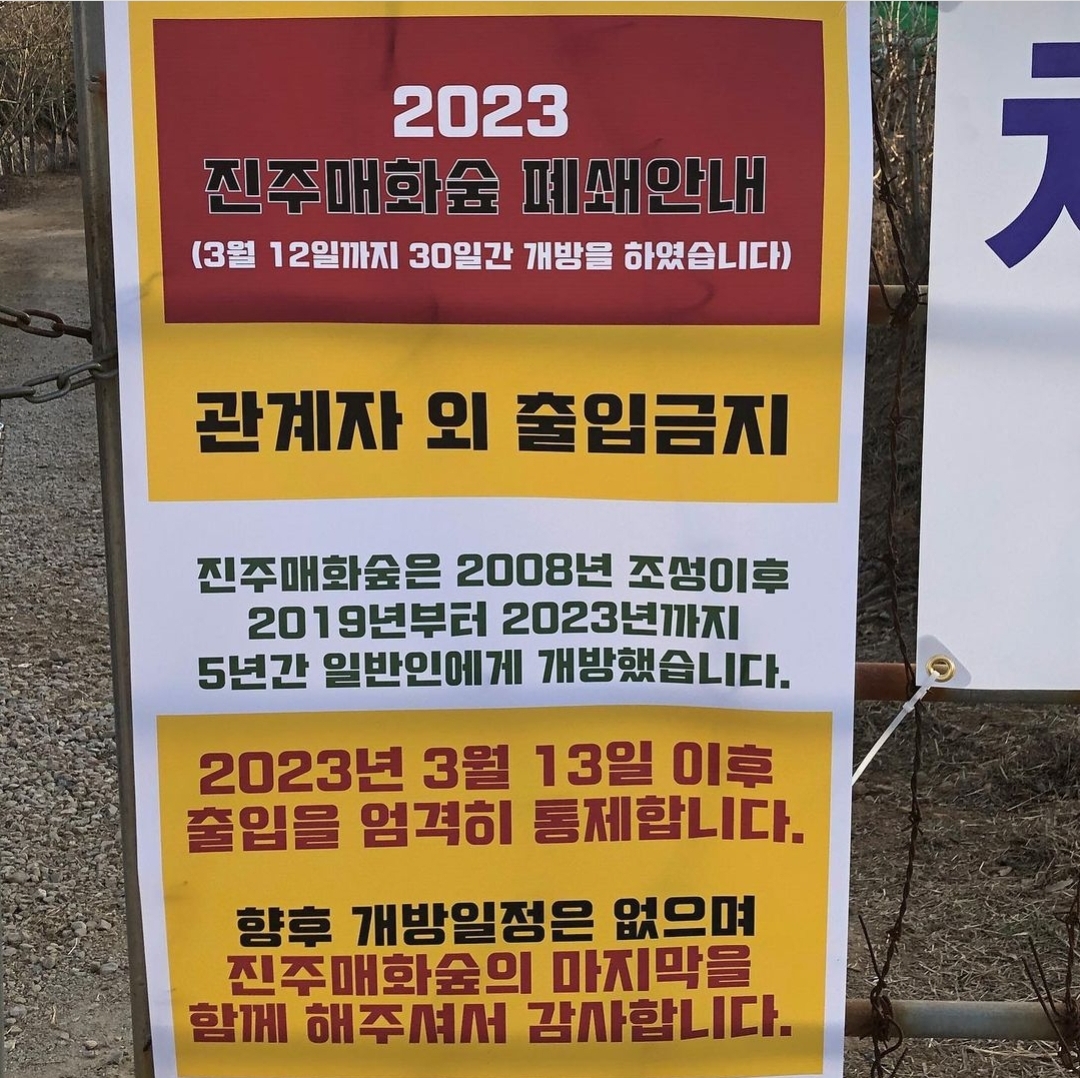 2023
진주매화숲 폐쇄안내
(3월 12일까지 30일간 개방을 하였습니다)
관계자 외 출입금지
진주매화숲은 2008년 조성이후
2019년부터 2023년까지
5년간 일반인에게 개방했습니다.
2023년 3월 13일 이후
출입을 엄격히 통제합니다.
향후 개방일정은 없으며
진주매화숲의 마지막을
함께 해주셔서 감사합니다.